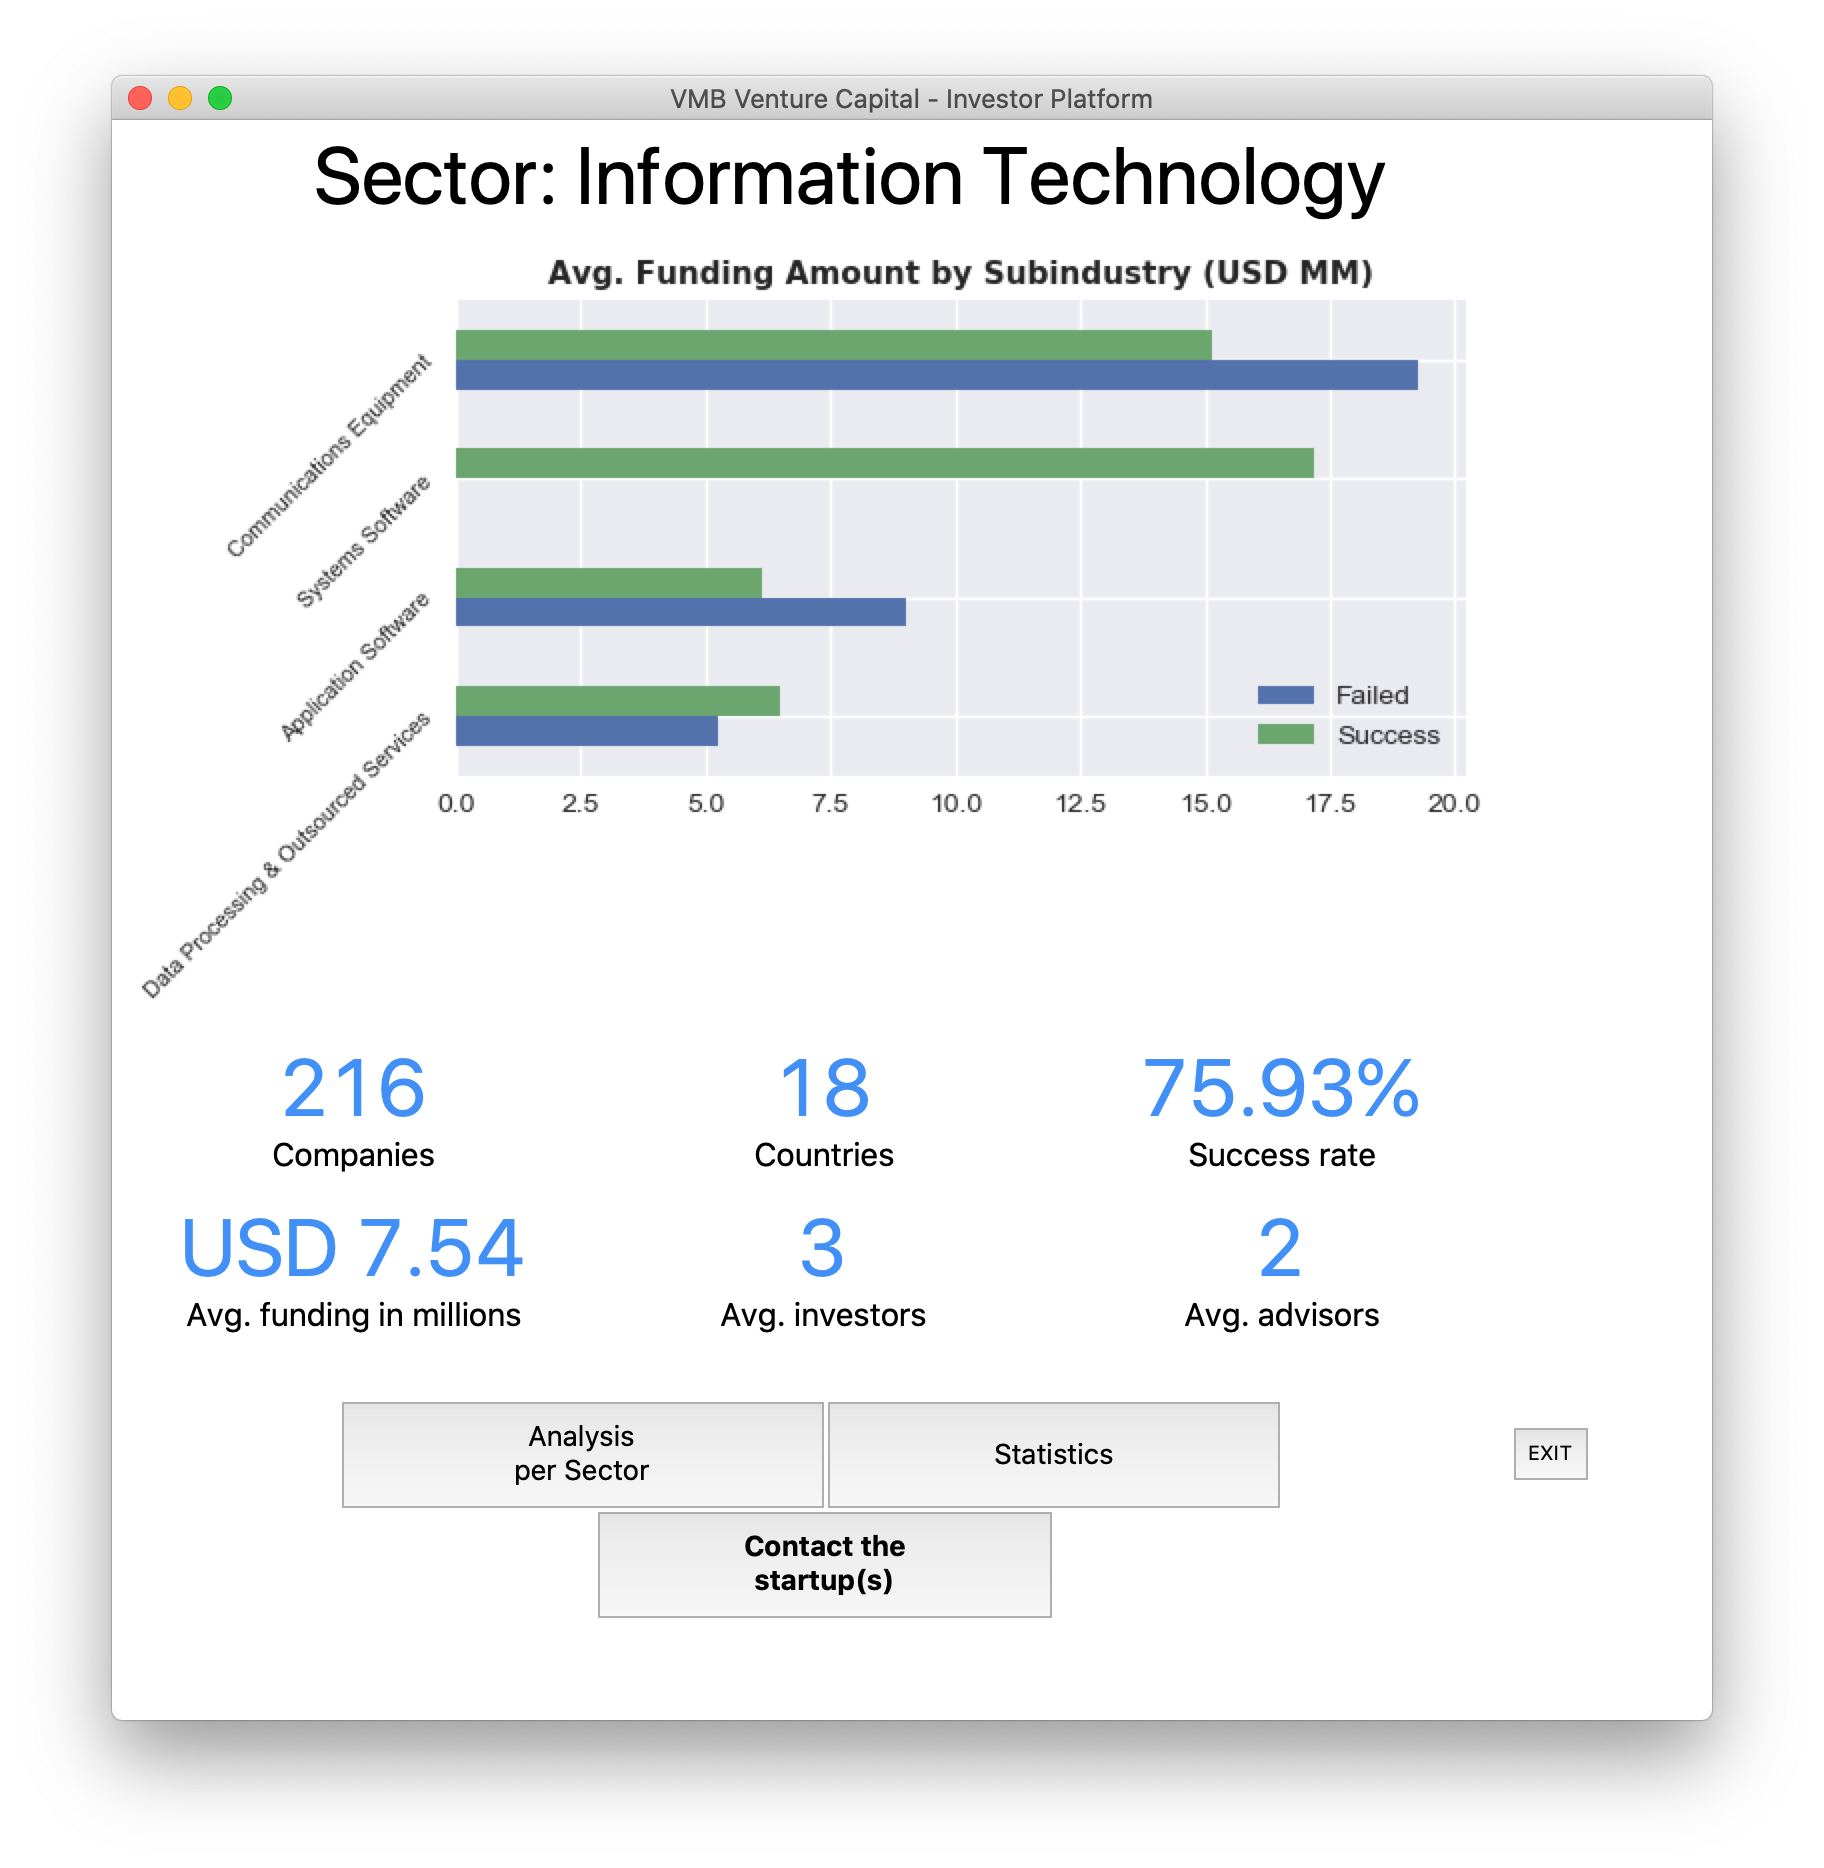 VMB Venture Capital - Investor Platform
Sector: Information Technology
Avg. Funding Amount by Subindustry (USD MM)
Communications Equipment
Systems Software
Application Software
Data Processing & Outsourced Services
Failed
Success
0.0 2.5 5.0 7.5 10.0 12.5 15.0 17.5 20.0
216 18 75.93%
Companies Countries Success rate
USD 7.54 3 2
Avg. funding in millions Avg. investors Avg. advisors
Analysis
per Sector
Statistics
EXIT
Contact the
startup(s)